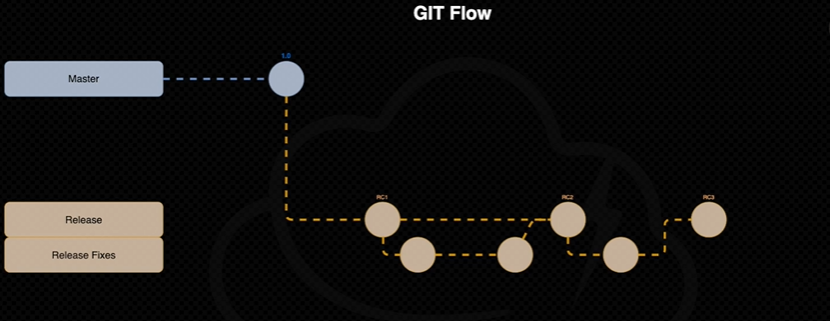 GIT Flow
1.0
Master
RC1
RC2
RC3
Release
Release Fixes